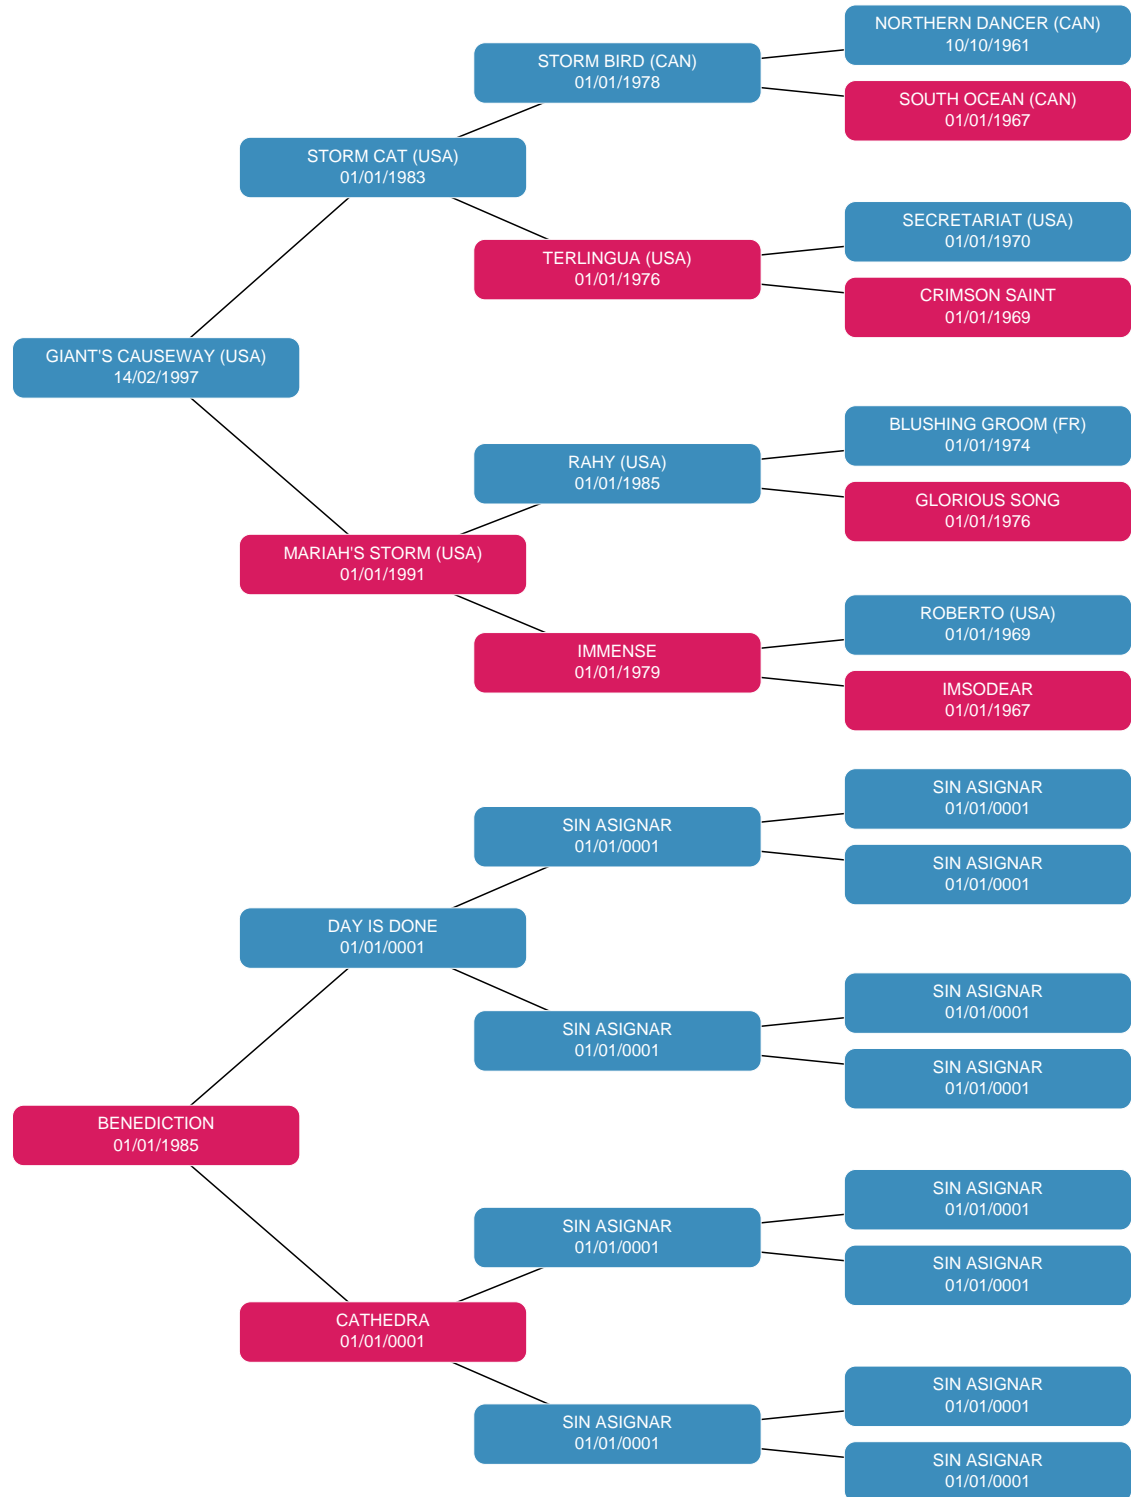 NORTHERN DANCER (CAN)
10/10/1961
STORM BIRD (CAN)
01/01/1978
SOUTH OCEAN (CAN)
01/01/1967
STORM CAT (USA)
01/01/1983
SECRETARIAT (USA)
01/01/1970
TERLINGUA (USA)
01/01/1976
CRIMSON SAINT
01/01/1969
GIANT'S CAUSEWAY (USA)
14/02/1997
BLUSHING GROOM (FR)
01/01/1974
RAHY (USA)
01/01/1985
GLORIOUS SONG
01/01/1976
MARIAH'S STORM (USA)
01/01/1991
ROBERTO (USA)
01/01/1969
IMMENSE
01/01/1979
IMSODEAR
01/01/1967
SIN ASIGNAR
01/01/0001
SIN ASIGNAR
01/01/0001
SIN ASIGNAR
01/01/0001
DAY IS DONE
01/01/0001
SIN ASIGNAR
01/01/0001
SIN ASIGNAR
01/01/0001
SIN ASIGNAR
01/01/0001
BENEDICTION
01/01/1985
SIN ASIGNAR
01/01/0001
SIN ASIGNAR
01/01/0001
SIN ASIGNAR
01/01/0001
CATHEDRA
01/01/0001
SIN ASIGNAR
01/01/0001
SIN ASIGNAR
01/01/0001
SIN ASIGNAR
01/01/0001